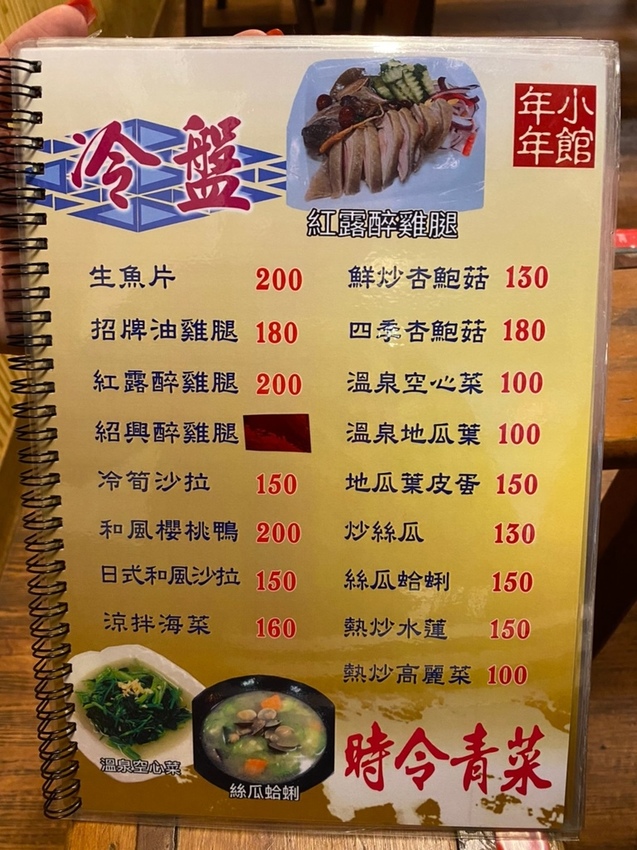 冷盤
年年小館
紅露醉雞腿
生魚片 200
招牌油雞腿 180
紅露醉雞腿 200
紹興醉雞腿
冷筍沙拉 150
和風櫻桃鴨 200
日式和風沙拉 150
涼拌海菜 160
鮮炒杏鮑菇 130
四季杏鮑菇 180
溫泉空心菜 100
溫泉地瓜葉 100
地瓜葉皮蛋 150
炒絲瓜 130
絲瓜蛤蜊 150
熱炒水蓮 150
熱炒高麗菜 100
溫泉空心菜
絲瓜蛤蜊
時令青菜